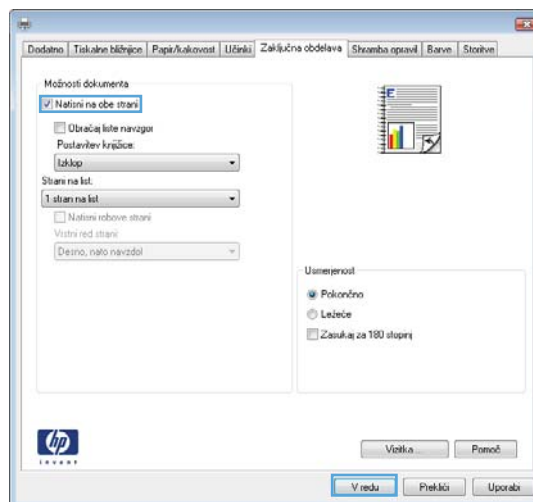 Dodatno Tiskalne bližnjice Papir/kakovost Učinki Zaključna obdelava Shramba opravil Barve Storitve
Možnosti dokumenta
Natisni na obe strani
Obračaj liste navzgor
Postavitev knjižice:
Izklop
Strani na list:
1 stran na list
Natisni robove strani
Vrstni red strani:
Desno, nato navzdol
E
Usmerjenost
Pokončno
Ležeče
Zasukaj za 180 stopinj
hp
invent
Vizitka... Pomoč
V redu Prekliči Uporabi